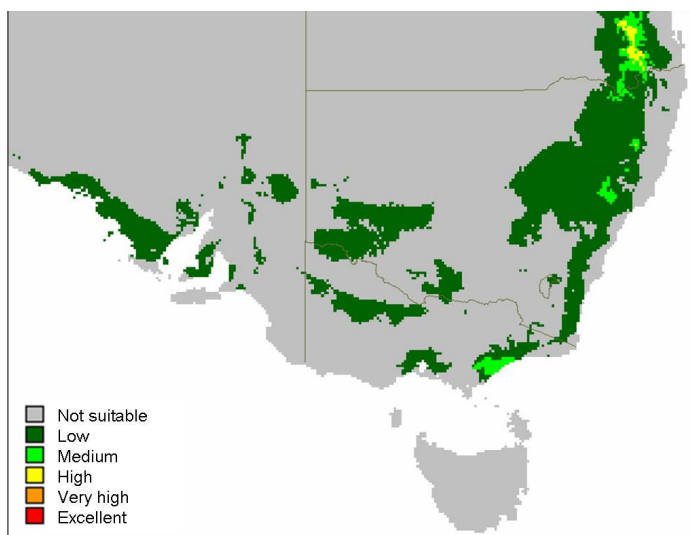 Not suitable
Low
Medium
High
Very high
Excellent